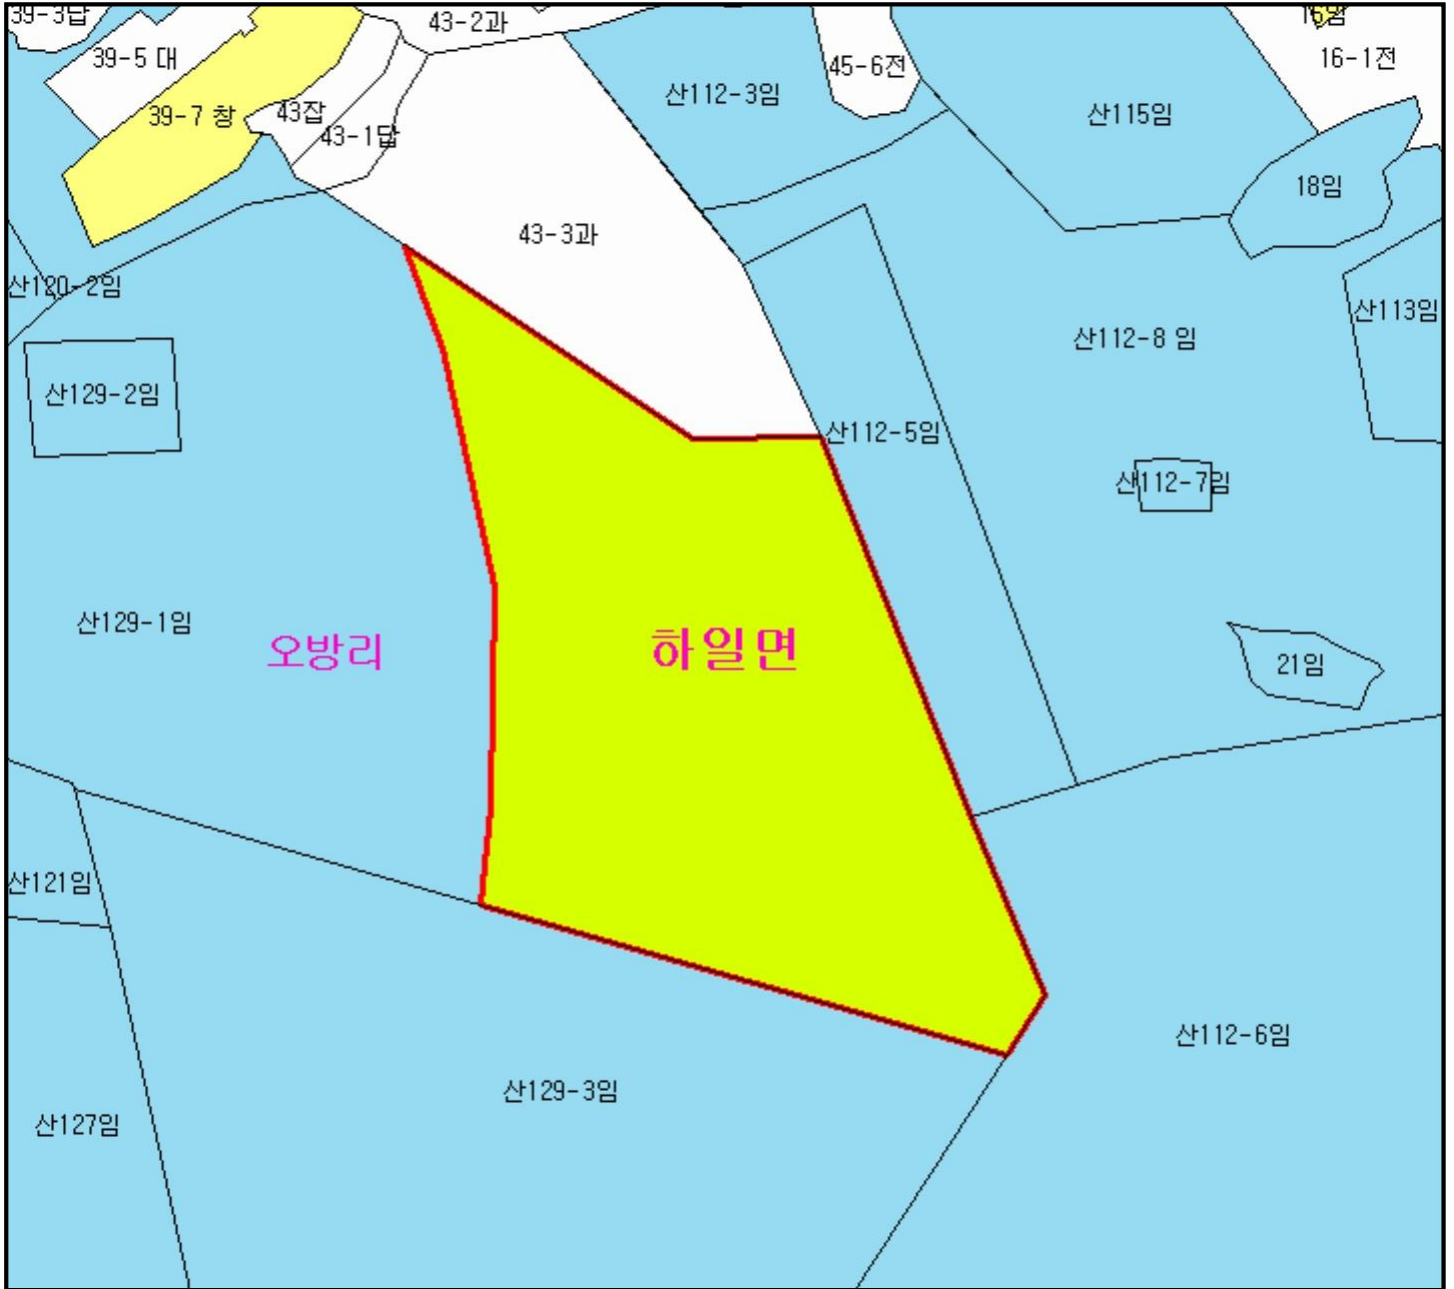 39-3답
43-2과
16임
39-5 대
45-6전
16-1전
산112-3임
39-7 창
43잡
43-1답
산115임
18임
43-3과
산120-2임
산113임
산112-8 임
산129-2임
산112-5임
산112-7임
산129-1임
오방리
하일면
21임
산121임
산112-6임
산129-3임
산127임